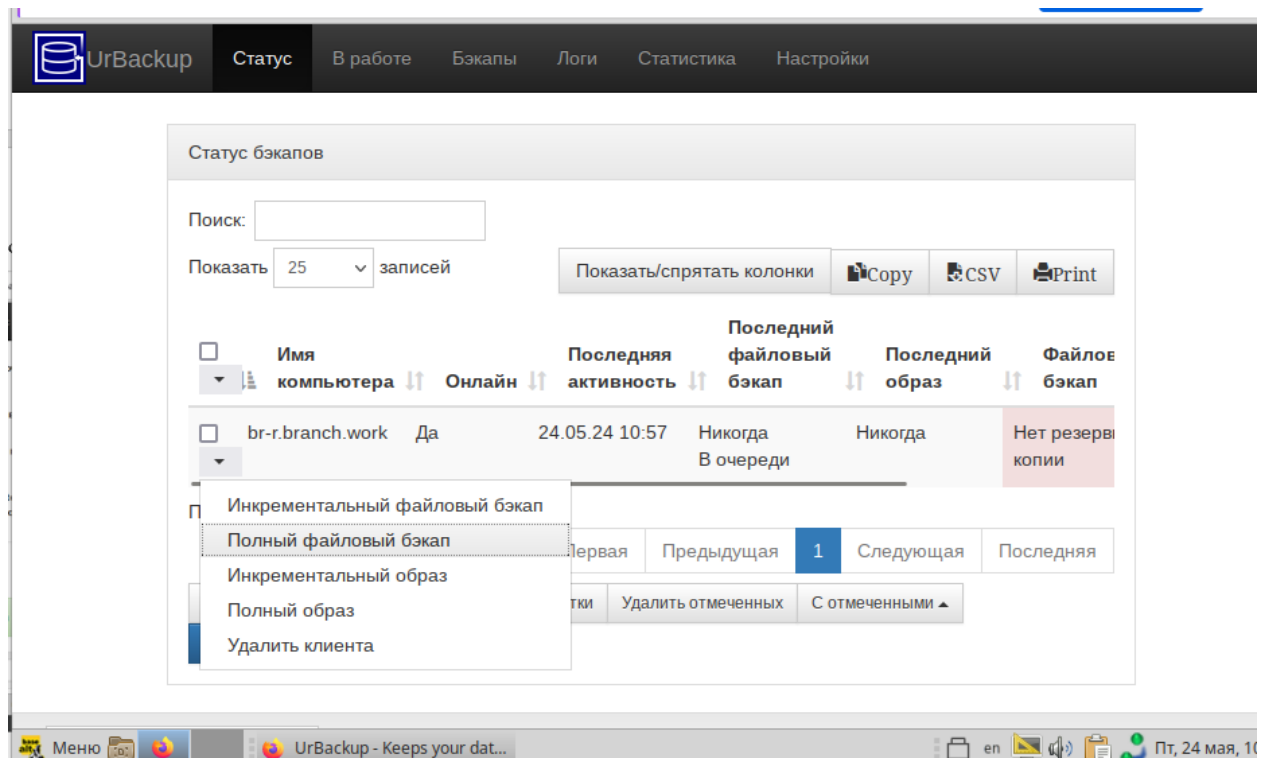 UrBackup Статус В работе Бэкапы Логи Статистика Настройки
Статус бэкапов
Поиск:
Показать 25 записей
Показать/спрятать колонки Copy CSV Print
Имя компьютера
Онлайн
Последняя активность
Последний файловый бэкап
Последний образ
Файлов
бэкап
br-r.branch.work Да 24.05.24 10:57 Никогда Никогда Нет резерв
В очереди копии
Инкрементальный файловый бэкап
Полный файловый бэкап
Инкрементальный образ
Полный образ
Удалить клиента
Первая Предыдущая 1 Следующая Последняя
Удалить отмеченных С отмеченными
Меню UrBackup - Keeps your dat... en Пт, 24 мая, 10